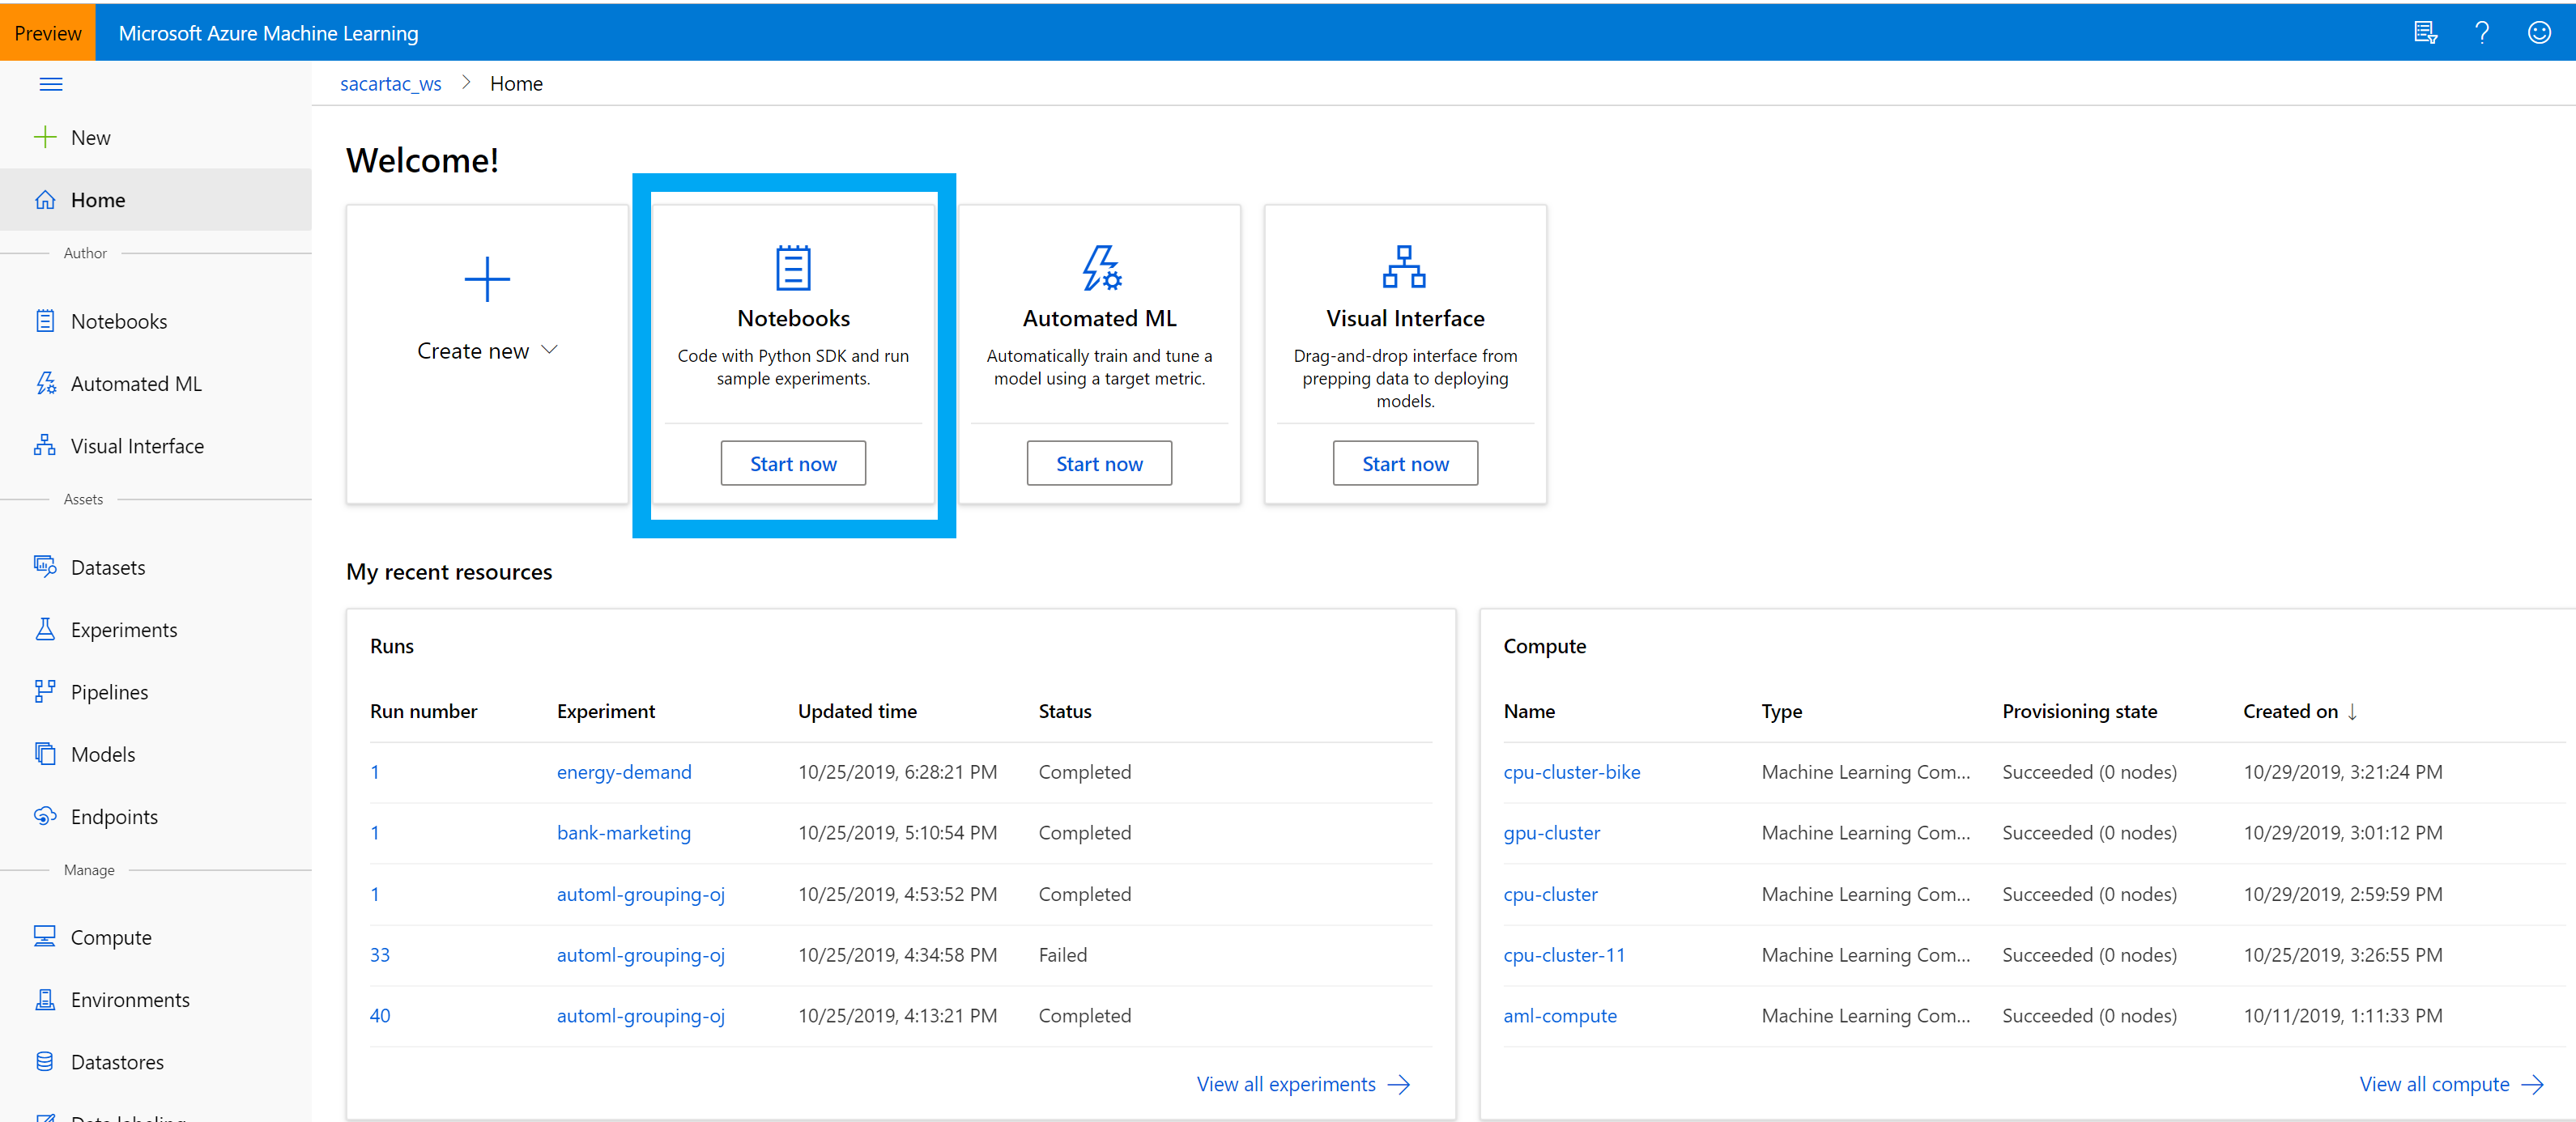 Preview
Microsoft Azure Machine Learning
sacartac_ws > Home
New
Home
Author
Notebooks
Automated ML
Visual Interface
Assets
Datasets
Experiments
Pipelines
Models
Endpoints
Manage
Compute
Environments
Datastores
Data labeling
Welcome!
Create new
Notebooks
Code with Python SDK and run
sample experiments.
Start now
Automated ML
Automatically train and tune a
model using a target metric.
Start now
Visual Interface
Drag-and-drop interface from
prepping data to deploying
models.
Start now
My recent resources
Runs
Run number Experiment Updated time Status
1 energy-demand 10/25/2019, 6:28:21 PM Completed
1 bank-marketing 10/25/2019, 5:10:54 PM Completed
1 automl-grouping-oj 10/25/2019, 4:53:52 PM Completed
33 automl-grouping-oj 10/25/2019, 4:34:58 PM Failed
40 automl-grouping-oj 10/25/2019, 4:13:21 PM Completed
View all experiments
Compute
Name Type Provisioning state Created on
cpu-cluster-bike Machine Learning Com... Succeeded (0 nodes) 10/29/2019, 3:21:24 PM
gpu-cluster Machine Learning Com... Succeeded (0 nodes) 10/29/2019, 3:01:12 PM
cpu-cluster Machine Learning Com... Succeeded (0 nodes) 10/29/2019, 2:59:59 PM
cpu-cluster-11 Machine Learning Com... Succeeded (0 nodes) 10/25/2019, 3:26:55 PM
aml-compute Machine Learning Com... Succeeded (0 nodes) 10/11/2019, 1:11:33 PM
View all compute